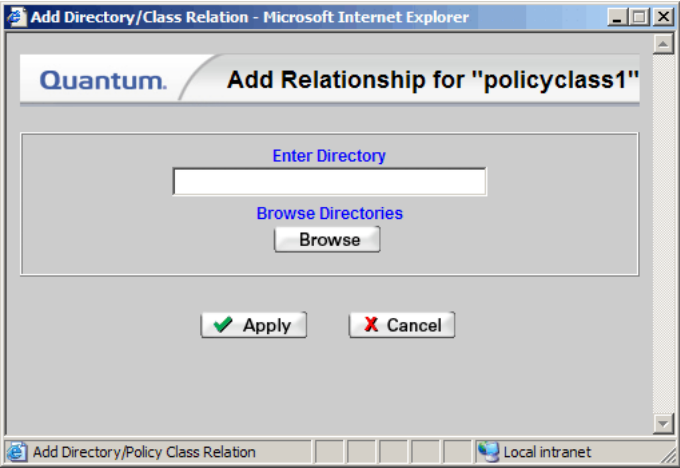 Add Directory/Class Relation - Microsoft Internet Explorer
Quantum. Add Relationship for "policyclass1"
Enter Directory
Browse Directories
Browse
Apply Cancel
Add Directory/Policy Class Relation Local intranet